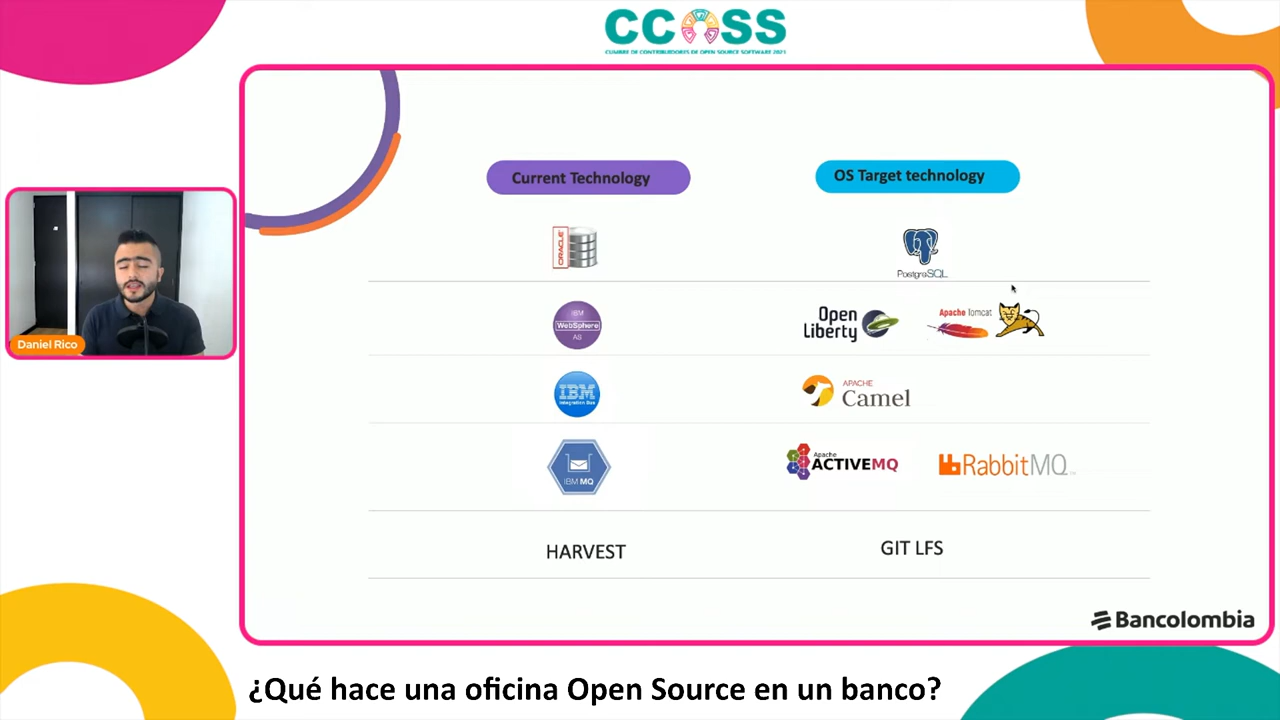 CCOSS
CUMBRE DE CONTRIBUIDORES DE OPEN SOURCE SOFTWARE 2021
Current Technology
OS Target technology
ORACLE
PostgreSQL
IBM
WebSphere
AS
Open
Liberty
Apache Tomcat
IBM
Integration Bus
APACHE
Camel
IBM MQ
Apache
ACTIVEMQ
RabbitMQ
HARVEST
GIT LFS
Daniel Rico
Bancolombia
¿Qué hace una oficina Open Source en un banco?